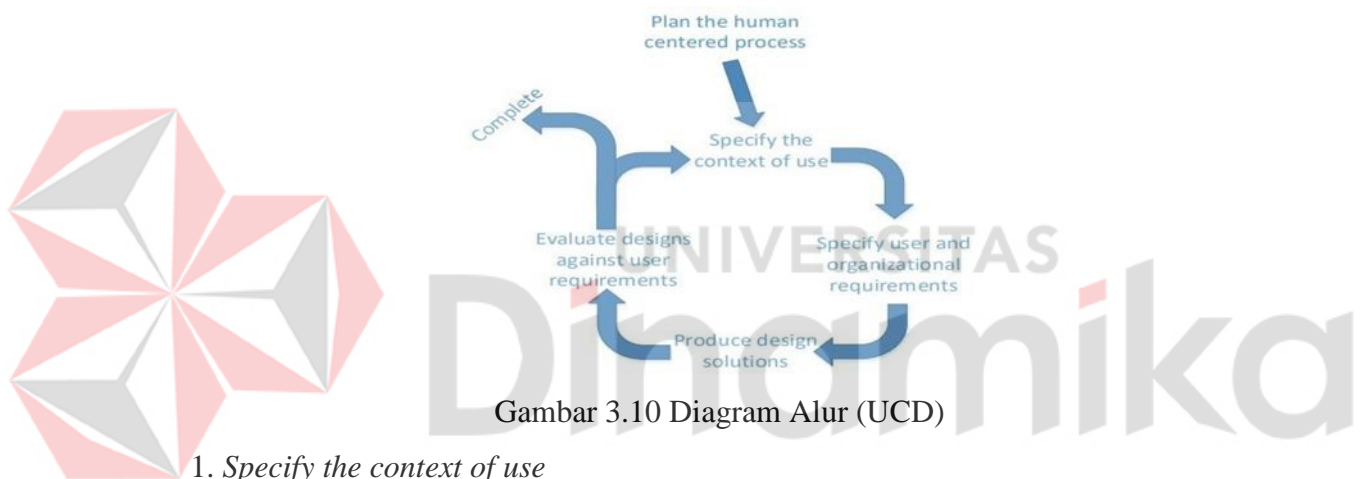 Plan the human
centered process
Complete
Specify the
context of use
Evaluate designs
against user
requirements
Specify user and
organizational
requirements
Produce design
solutions
UNIVERSITAS
Dinamika
Gambar 3.10 Diagram Alur (UCD)
1. Specify the context of use